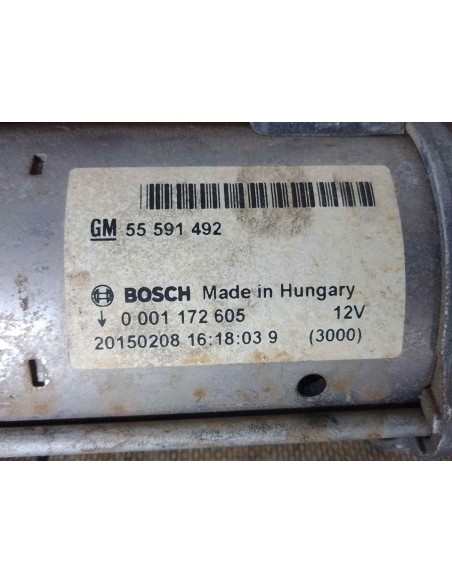 GM 55 591 492
BOSCH Made in Hungary
0 001 172 605 12V
20150208 16:18:03 9 (3000)